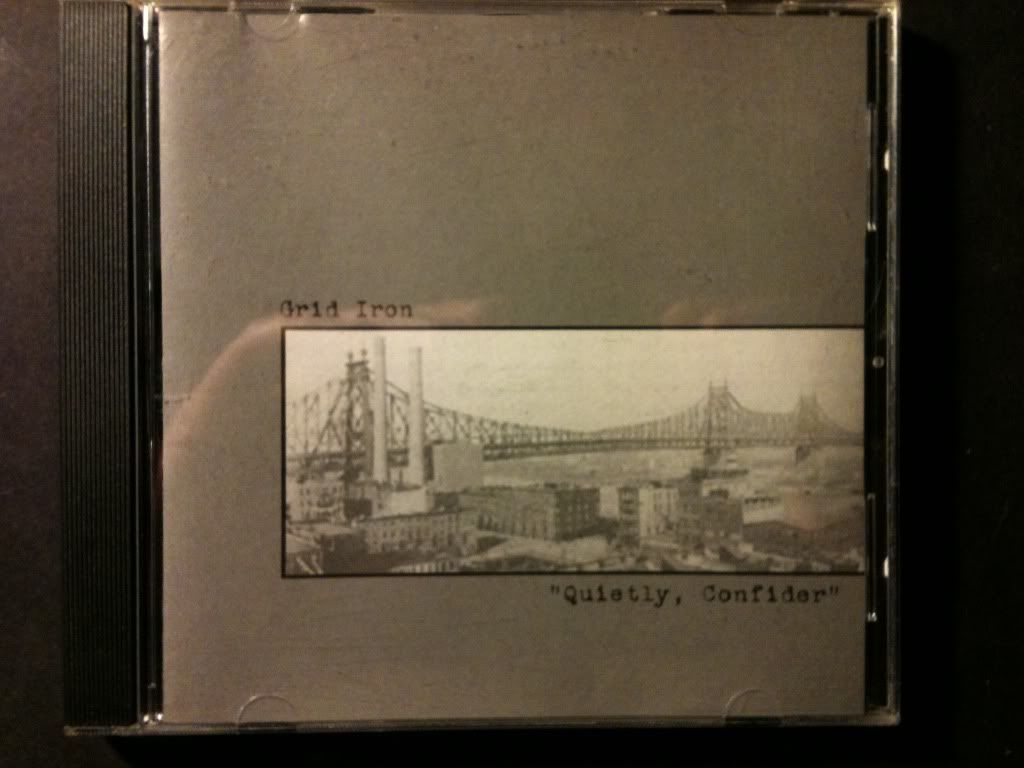 Grid Iron
"Quietly, Confider"